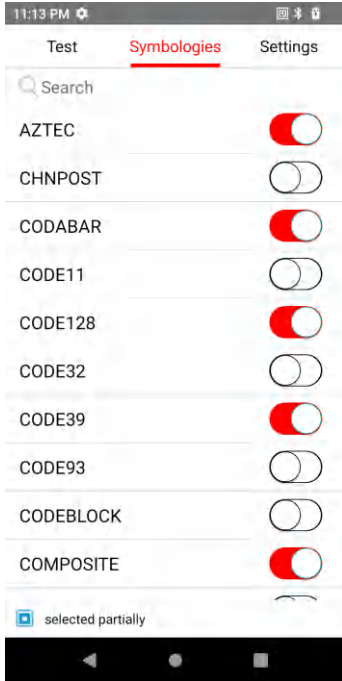 11:13 PM
Test Symbologies Settings
Search
AZTEC
CHNPOST
CODABAR
CODE11
CODE128
CODE32
CODE39
CODE93
CODEBLOCK
COMPOSITE
selected partially